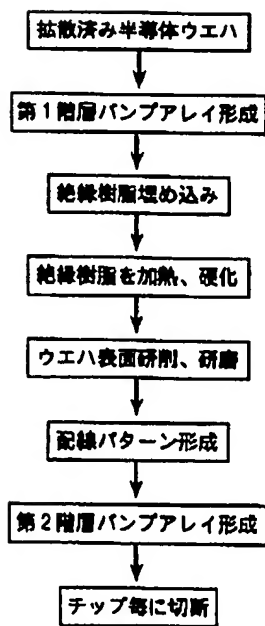 拡散済み半導体ウエハ
第1階層バンプアレイ形成
絶縁樹脂埋め込み
絶縁樹脂を加熱、硬化
ウエハ表面研削、研磨
配線パターン形成
第2階層バンプアレイ形成
チップ毎に切断